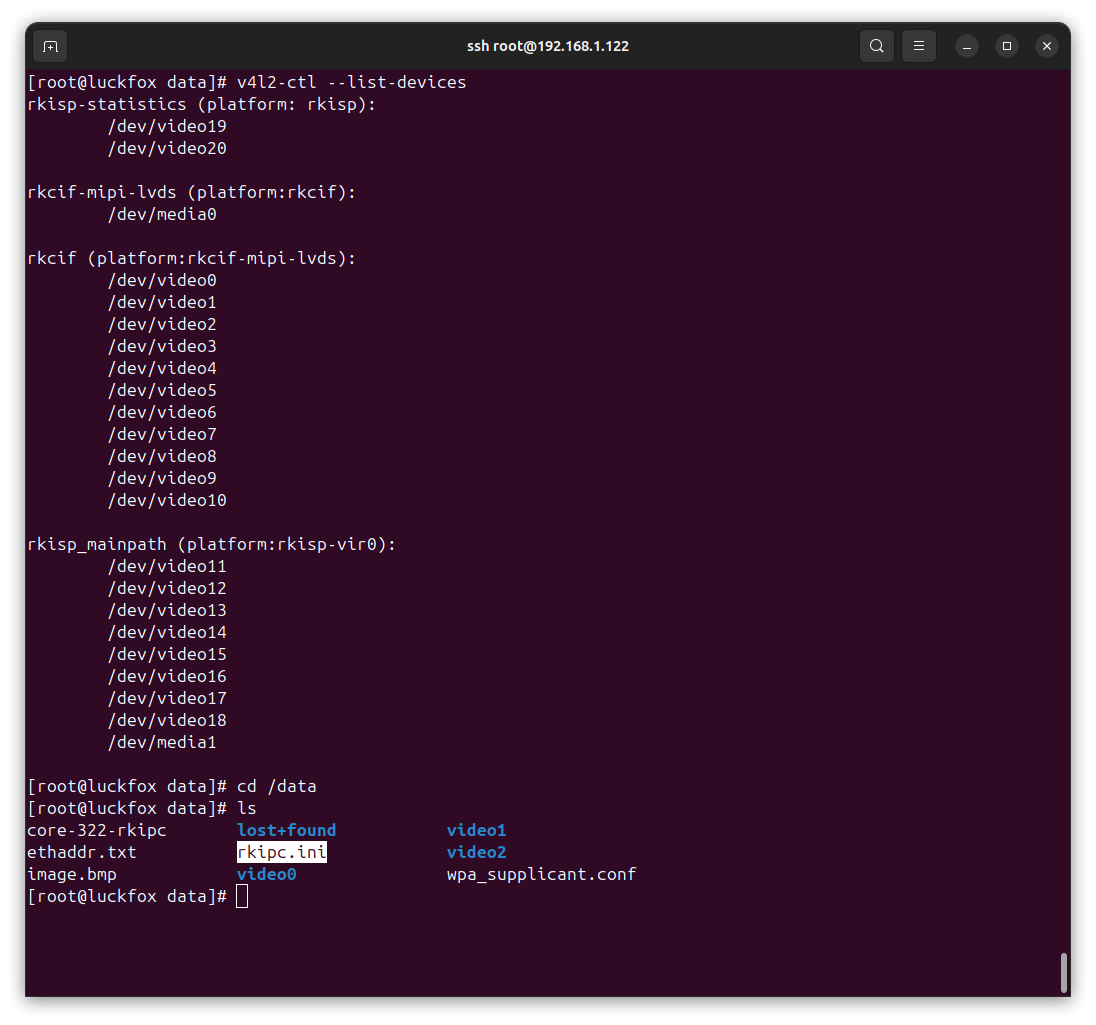 ssh root@192.168.1.122
[root@luckfox data]# v4l2-ctl --list-devices
rkisp-statistics (platform: rkisp):
/dev/video19
/dev/video20
rkcif-mipi-lvds (platform:rkcif):
/dev/media0
rkcif (platform:rkcif-mipi-lvds):
/dev/video0
/dev/video1
/dev/video2
/dev/video3
/dev/video4
/dev/video5
/dev/video6
/dev/video7
/dev/video8
/dev/video9
/dev/video10
rkisp_mainpath (platform:rkisp-vir0):
/dev/video11
/dev/video12
/dev/video13
/dev/video14
/dev/video15
/dev/video16
/dev/video17
/dev/video18
/dev/media1
[root@luckfox data]# cd /data
[root@luckfox data]# ls
core-322-rkipc lost+found video1
ethaddr.txt rkipc.ini video2
image.bmp video0 wpa_supplicant.conf
[root@luckfox data]#